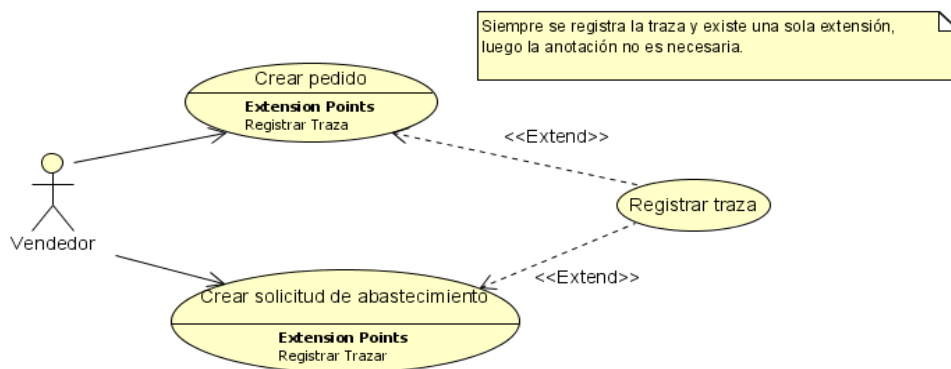 Siempre se registra la traza y existe una sola extensión,
luego la anotación no es necesaria.
Crear pedido
Extension Points
Registrar Traza
<<Extend>>
Registrar traza
Vendedor
<<Extend>>
Crear solicitud de abastecimiento
Extension Points
Registrar Trazar